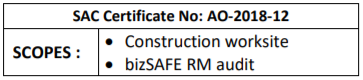 SAC Certificate No: AO-2018-12
SCOPES :
• Construction worksite
• bizSAFE RM audit